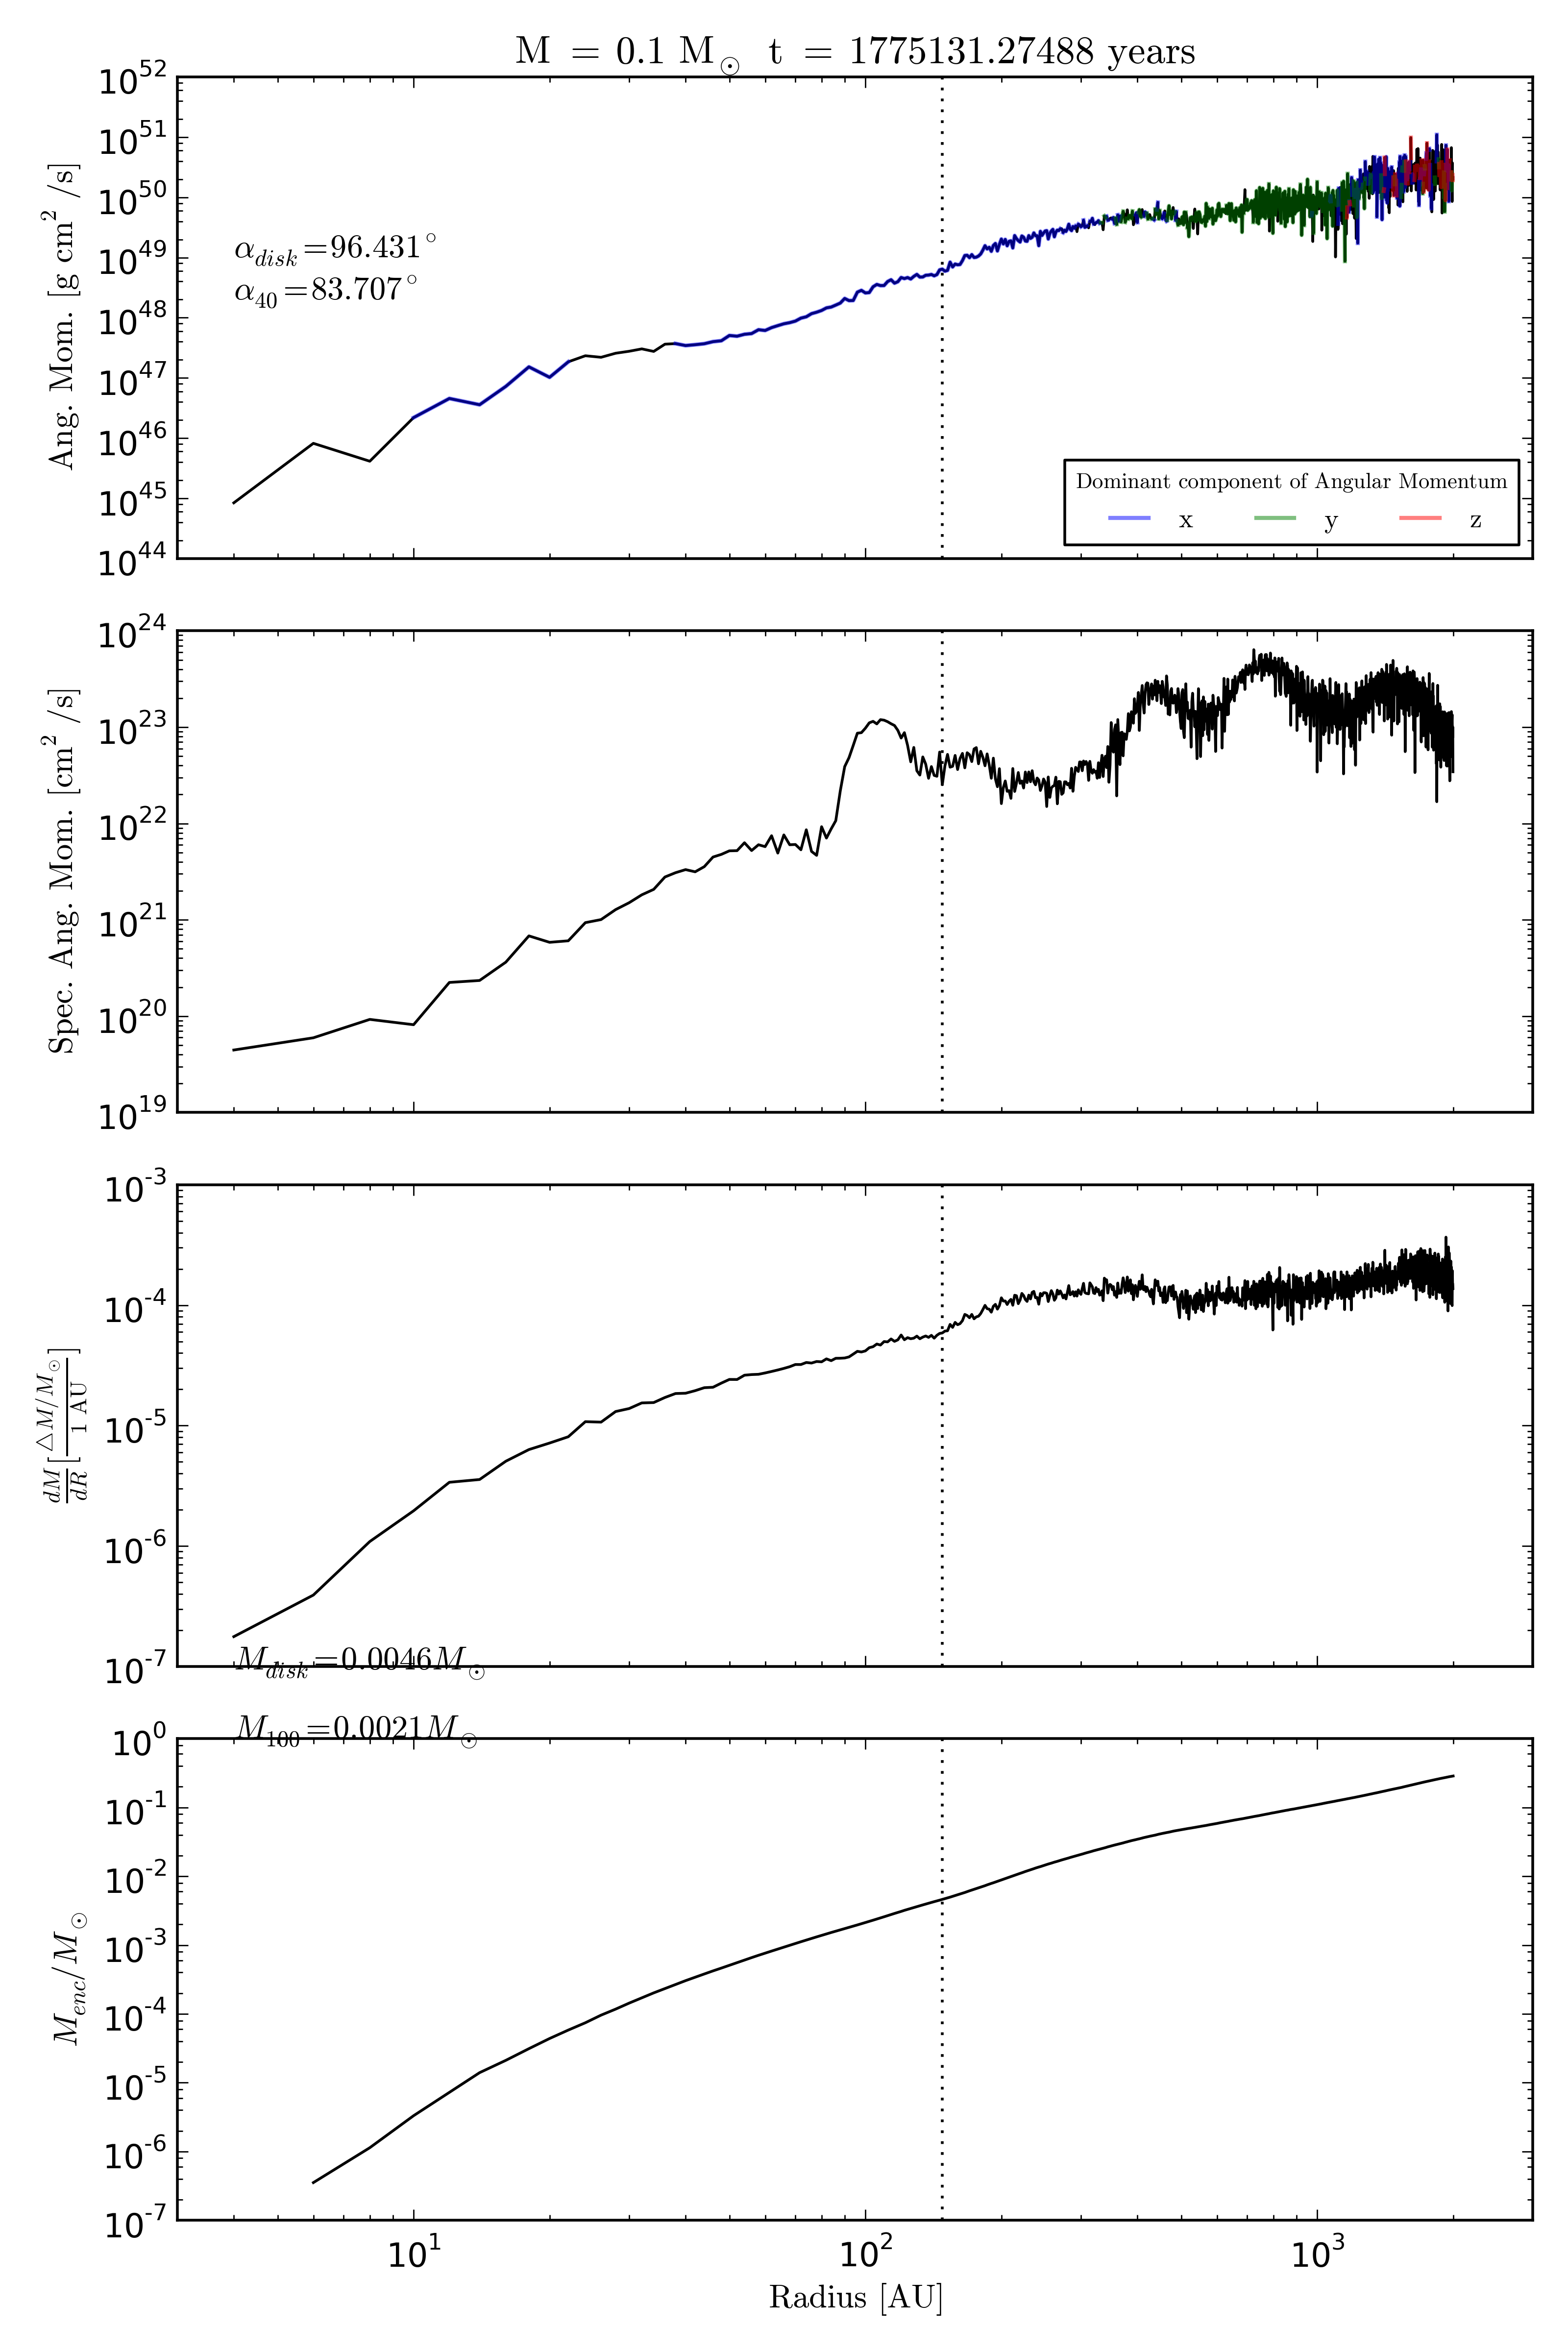 M = 0.1 M⊙ t = 1775131.27488 years
10^52
10^51
10^50
10^49
10^48
10^47
10^46
10^45
10^44
Ang. Mom. [g cm^2 /s]
α_disk=96.431°
α_40=83.707°
Dominant component of Angular Momentum
x y z
10^24
10^23
10^22
10^21
10^20
10^19
Spec. Ang. Mom. [cm^2 /s]
10^-3
10^-4
10^-5
10^-6
10^-7
dM/dR [△M/M⊙ / 1 AU]
M_disk=0.0046M⊙
M_100=0.0021M⊙
10^0
10^-1
10^-2
10^-3
10^-4
10^-5
10^-6
10^-7
M_enc/M⊙
10^1 10^2 10^3
Radius [AU]